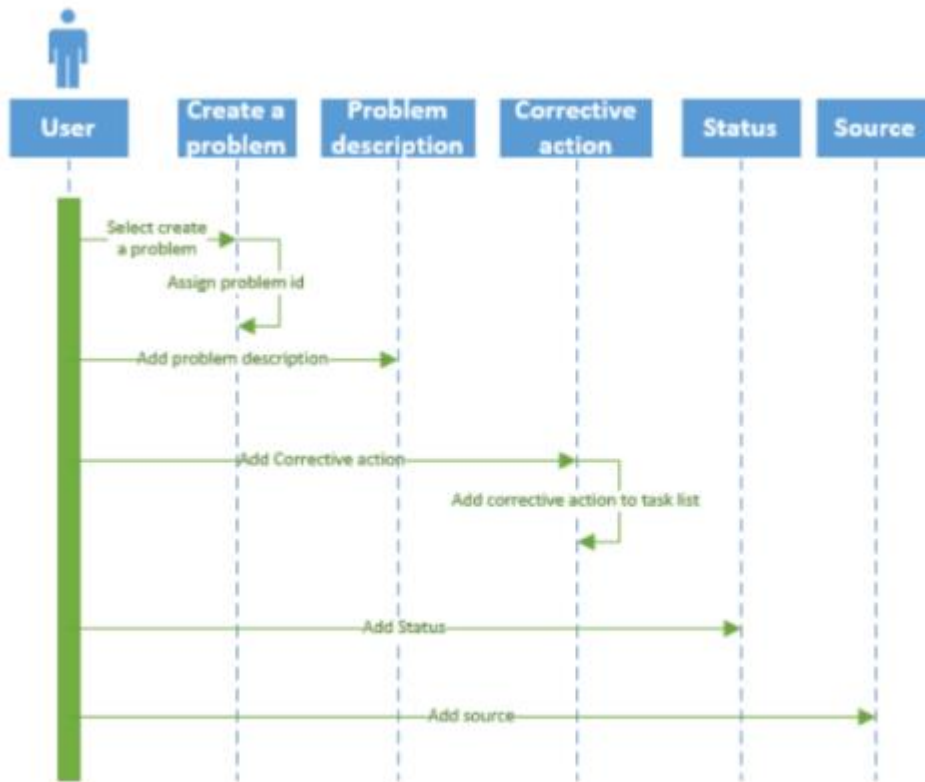 User
Create a
problem
Problem
description
Corrective
action
Status
Source
Select create
a problem
Assign problem id
Add problem description
Add Corrective action
Add corrective action to task list
Add Status
Add source